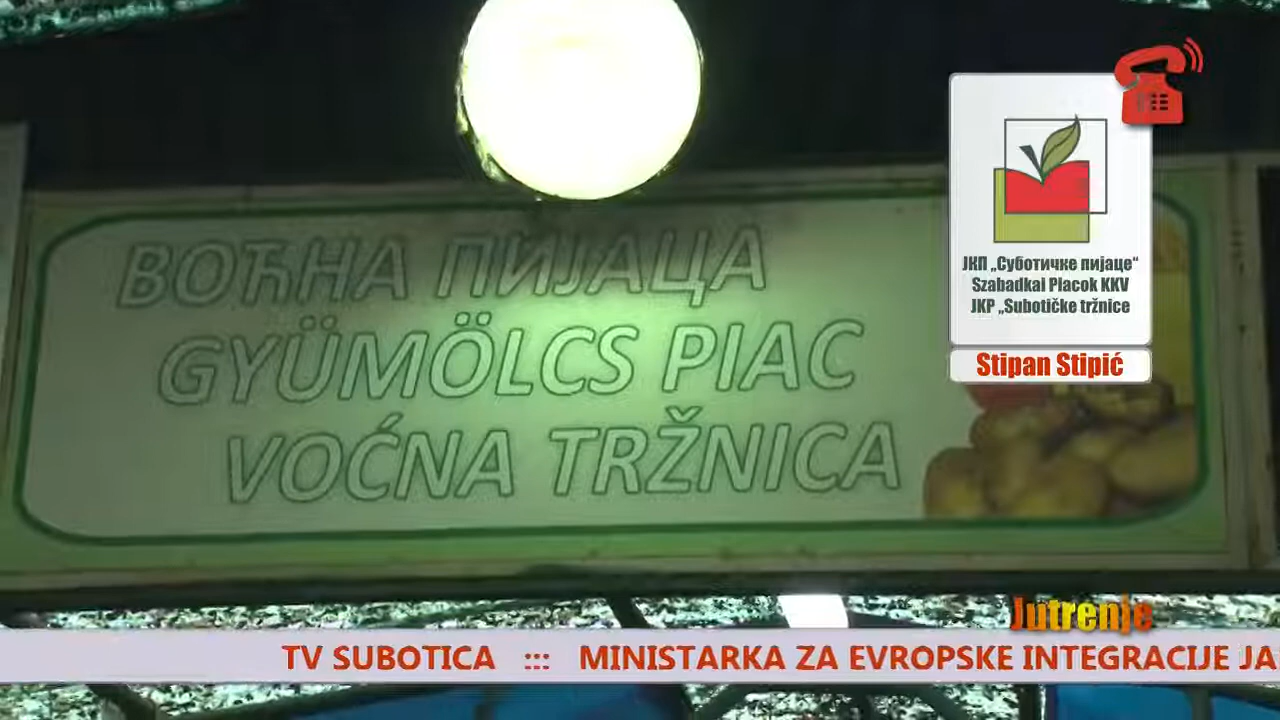 ВОЋНА ПИЈАЦА
GYÜMÖLCS PIAC
VOĆNA TRŽNICA
ЈКП „Суботичке пијаце“
Szabadkai Piacok KKV
JKP „Subotičke tržnice
Stipan Stipić
Jutrenje
TV SUBOTICA ::: MINISTARKA ZA EVROPSKE INTEGRACIJE JA